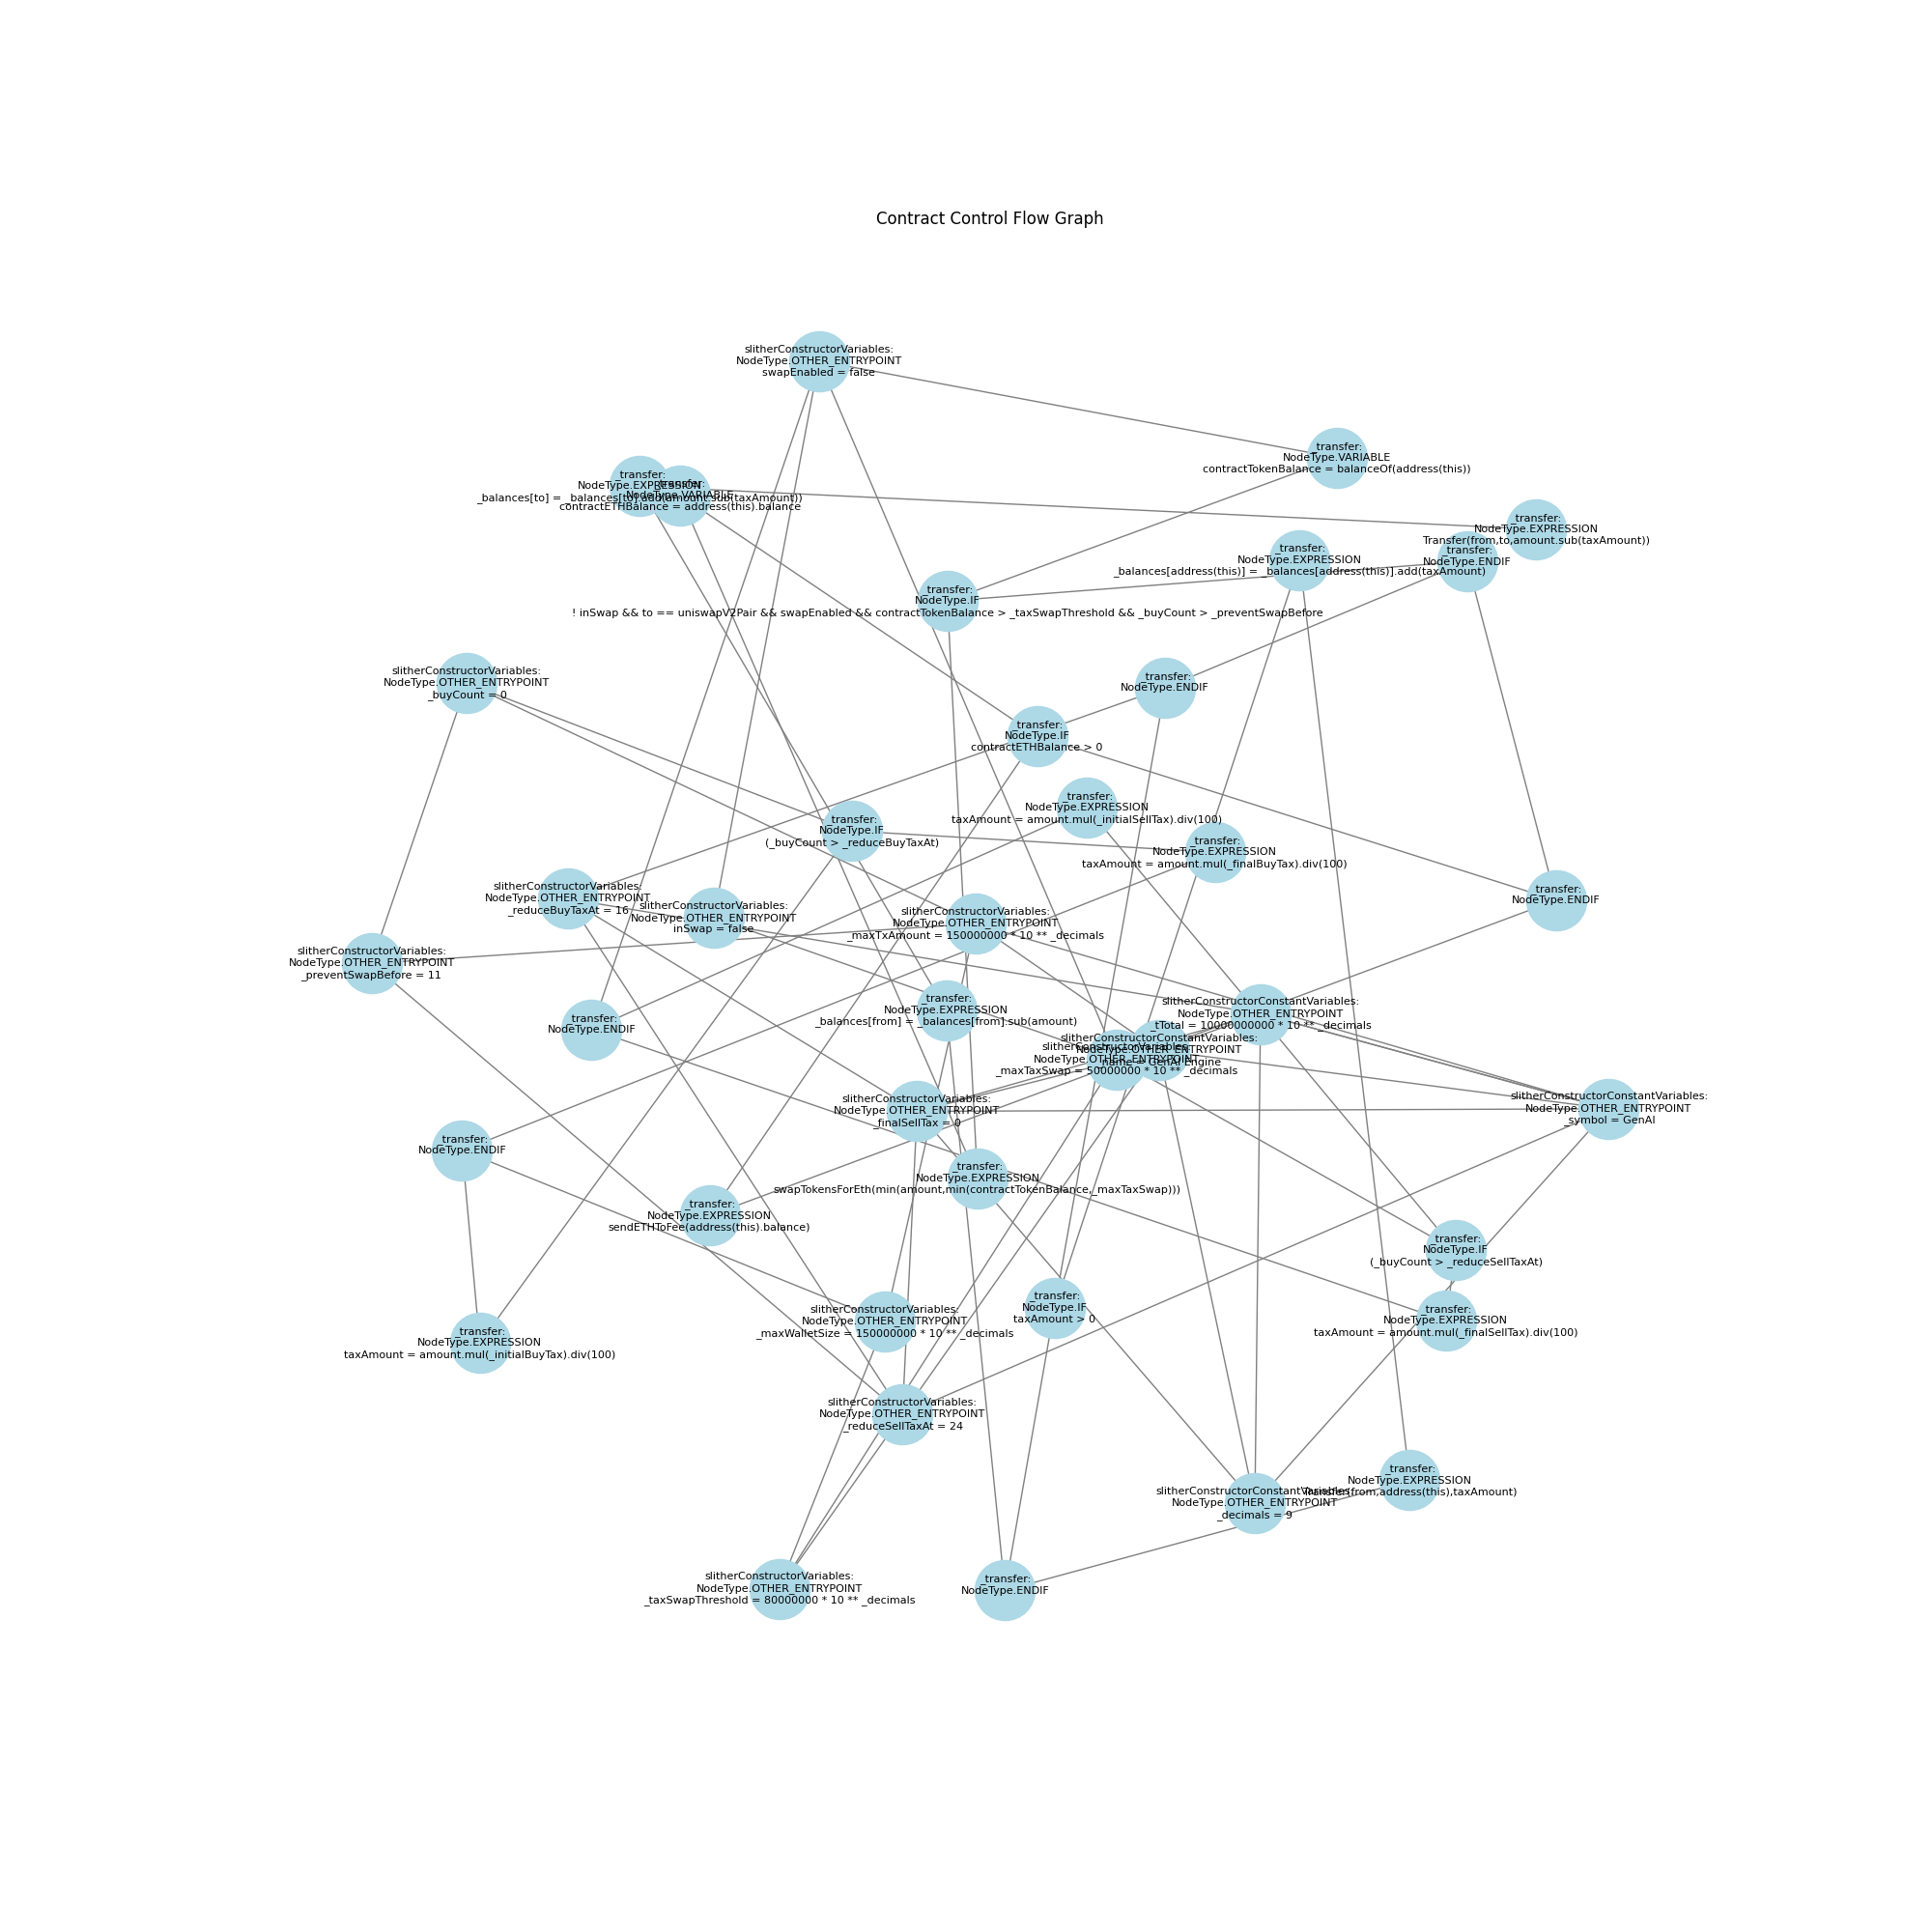 Contract Control Flow Graph
slitherConstructorVariables:
NodeType.OTHER_ENTRYPOINT
swapEnabled = false
_transfer:
NodeType.VARIABLE
contractTokenBalance = balanceOf(address(this))
_transfer:
NodeType.EXPRESSION
_balances[to] = _balances[to].add(amount.sub(taxAmount))
_transfer:
NodeType.VARIABLE
contractETHBalance = address(this).balance
_transfer:
NodeType.EXPRESSION
Transfer(from,to,amount.sub(taxAmount))
_transfer:
NodeType.EXPRESSION
_balances[address(this)] = _balances[address(this)].add(taxAmount)
_transfer:
NodeType.ENDIF
_transfer:
NodeType.IF
! inSwap && to == uniswapV2Pair && swapEnabled && contractTokenBalance > _taxSwapThreshold && _buyCount > _preventSwapBefore
slitherConstructorVariables:
NodeType.OTHER_ENTRYPOINT
_buyCount = 0
_transfer:
NodeType.ENDIF
_transfer:
NodeType.IF
contractETHBalance > 0
_transfer:
NodeType.EXPRESSION
taxAmount = amount.mul(_initialSellTax).div(100)
_transfer:
NodeType.IF
(_buyCount > _reduceBuyTaxAt)
_transfer:
NodeType.EXPRESSION
taxAmount = amount.mul(_finalBuyTax).div(100)
slitherConstructorVariables:
NodeType.OTHER_ENTRYPOINT
_reduceBuyTaxAt = 16
slitherConstructorVariables:
NodeType.OTHER_ENTRYPOINT
inSwap = false
slitherConstructorVariables:
NodeType.OTHER_ENTRYPOINT
_maxTxAmount = 150000000 * 10 ** _decimals
_transfer:
NodeType.ENDIF
slitherConstructorVariables:
NodeType.OTHER_ENTRYPOINT
_preventSwapBefore = 11
_transfer:
NodeType.ENDIF
_transfer:
NodeType.EXPRESSION
_balances[from] = _balances[from].sub(amount)
slitherConstructorConstantVariables:
NodeType.OTHER_ENTRYPOINT
_tTotal = 10000000000 * 10 ** _decimals
slitherConstructorConstantVariables:
NodeType.OTHER_ENTRYPOINT
_name = GenAI Engine
slitherConstructorVariables:
NodeType.OTHER_ENTRYPOINT
_maxTaxSwap = 50000000 * 10 ** _decimals
slitherConstructorVariables:
NodeType.OTHER_ENTRYPOINT
_finalSellTax = 0
slitherConstructorConstantVariables:
NodeType.OTHER_ENTRYPOINT
_symbol = GenAI
_transfer:
NodeType.ENDIF
_transfer:
NodeType.EXPRESSION
swapTokensForEth(min(amount,min(contractTokenBalance,_maxTaxSwap)))
_transfer:
NodeType.EXPRESSION
sendETHToFee(address(this).balance)
_transfer:
NodeType.IF
(_buyCount > _reduceSellTaxAt)
_transfer:
NodeType.IF
taxAmount > 0
slitherConstructorVariables:
NodeType.OTHER_ENTRYPOINT
_maxWalletSize = 150000000 * 10 ** _decimals
_transfer:
NodeType.EXPRESSION
taxAmount = amount.mul(_finalSellTax).div(100)
_transfer:
NodeType.EXPRESSION
taxAmount = amount.mul(_initialBuyTax).div(100)
slitherConstructorVariables:
NodeType.OTHER_ENTRYPOINT
_reduceSellTaxAt = 24
_transfer:
NodeType.EXPRESSION
Transfer(from,address(this),taxAmount)
slitherConstructorConstantVariables:
NodeType.OTHER_ENTRYPOINT
_decimals = 9
slitherConstructorVariables:
NodeType.OTHER_ENTRYPOINT
_taxSwapThreshold = 80000000 * 10 ** _decimals
_transfer:
NodeType.ENDIF